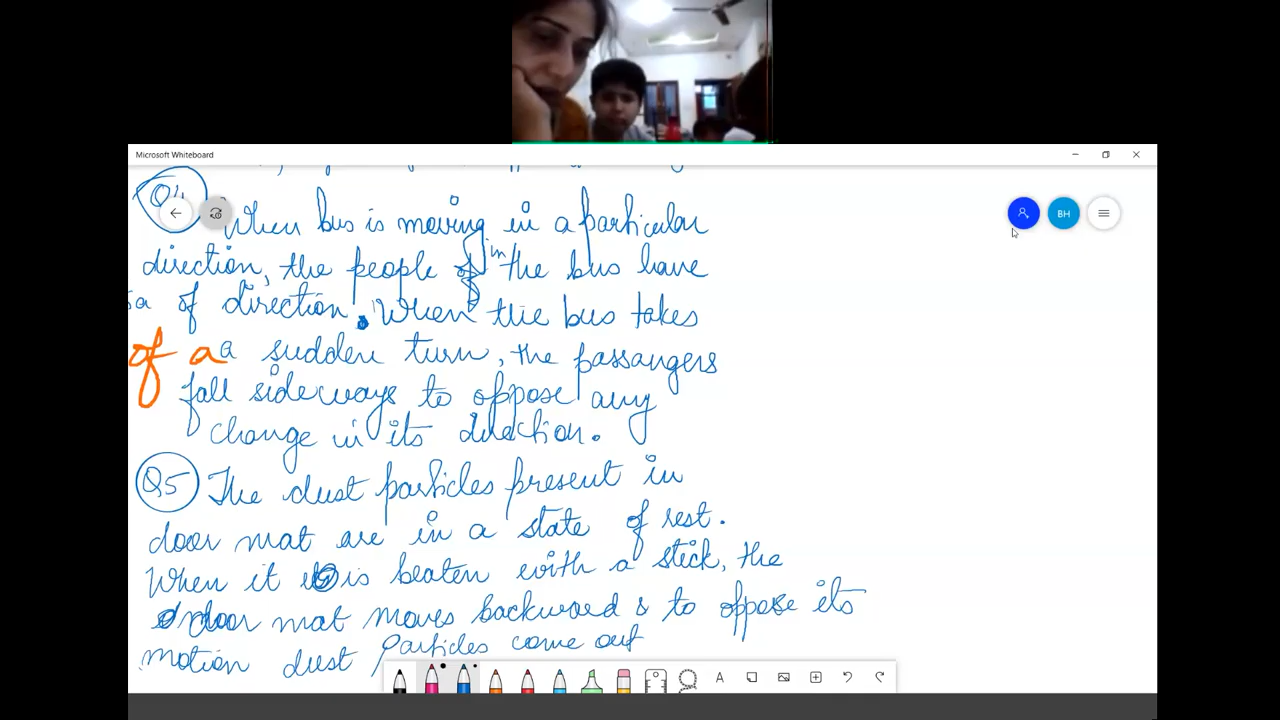 Microsoft Whiteboard
Q4
When bus is moving in a particular
BH
direction, the people of in the bus have
of direction. When the bus takes
of a a sudden turn, the passangers
fall sideways to oppose any
change in its direction.
Q5 The dust particles present in
door mat are in a state of rest.
When it is beaten with a stick, the
door mat moves backward & to oppose its
motion dust particles come out
A